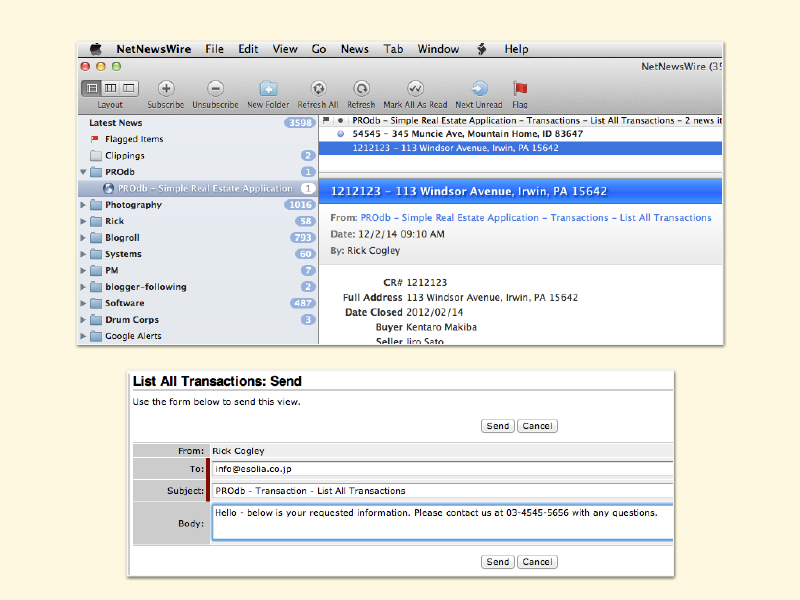 NetNewsWire File Edit View Go News Tab Window Help
NetNewsWire (35
Layout Subscribe Unsubscribe New Folder Refresh All Refresh Mark All As Read Next Unread Flag
Latest News 3598
Flagged Items
Clippings 2
PROdb 1
PROdb – Simple Real Estate Application 1
Photography 1016
Rick 58
Blogroll 793
Systems 60
PM 7
blogger-following 2
Software 487
Drum Corps 3
Google Alerts
PROdb – Simple Real Estate Application – Transactions – List All Transactions – 2 news it
54545 – 345 Muncie Ave, Mountain Home, ID 83647
1212123 – 113 Windsor Avenue, Irwin, PA 15642
1212123 – 113 Windsor Avenue, Irwin, PA 15642
From: PROdb – Simple Real Estate Application – Transactions – List All Transactions
Date: 12/2/14 09:10 AM
By: Rick Cogley
CR# 1212123
Full Address 113 Windsor Avenue, Irwin, PA 15642
Date Closed 2012/02/14
Buyer Kentaro Makiba
Seller Jiro Sato
List All Transactions: Send
Use the form below to send this view.
Send Cancel
From: Rick Cogley
To: info@esolia.co.jp
Subject: PROdb - Transaction - List All Transactions
Body: Hello - below is your requested information. Please contact us at 03-4545-5656 with any questions.
Send Cancel